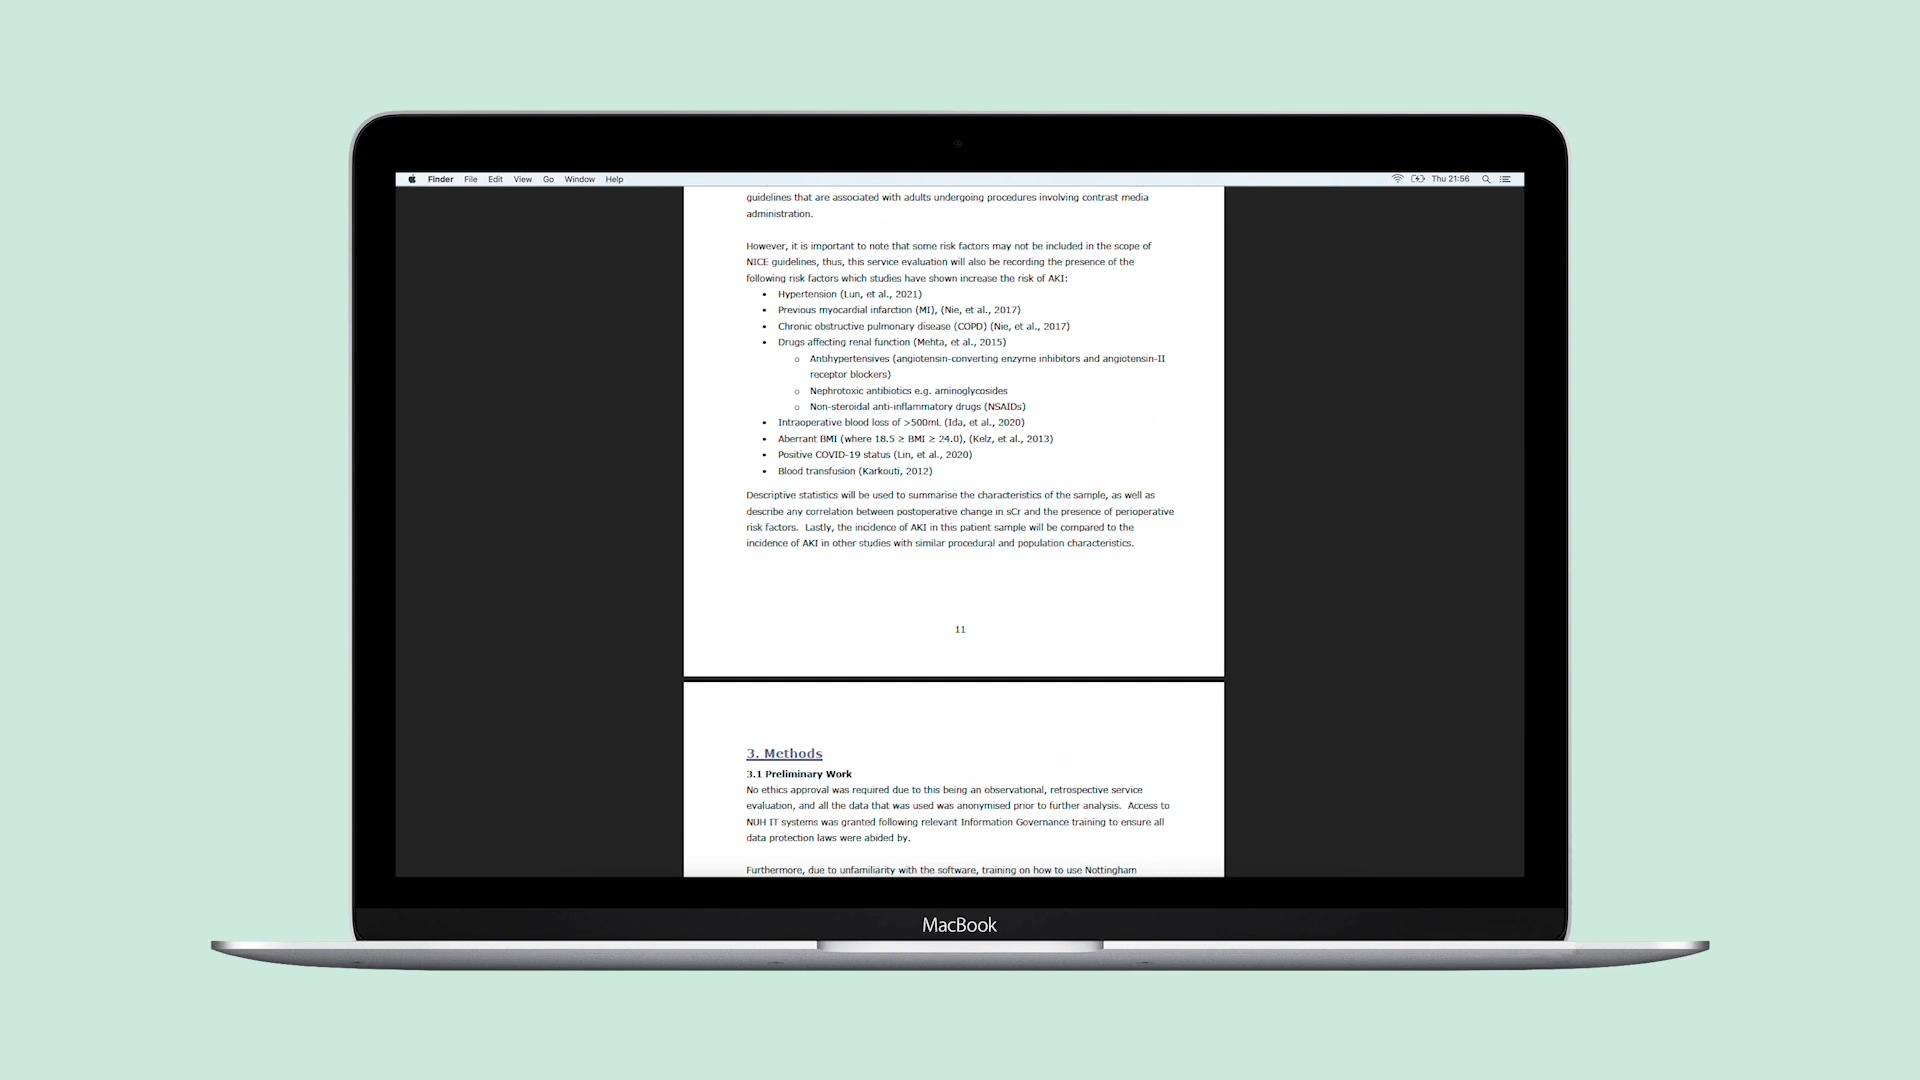 Finder File Edit View Go Window Help Thu 21:56
guidelines that are associated with adults undergoing procedures involving contrast media
administration.
However, it is important to note that some risk factors may not be included in the scope of
NICE guidelines, thus, this service evaluation will also be recording the presence of the
following risk factors which studies have shown increase the risk of AKI:
• Hypertension (Lun, et al., 2021)
• Previous myocardial infarction (MI), (Nie, et al., 2017)
• Chronic obstructive pulmonary disease (COPD) (Nie, et al., 2017)
• Drugs affecting renal function (Mehta, et al., 2015)
o Antihypertensives (angiotensin-converting enzyme inhibitors and angiotensin-II
receptor blockers)
o Nephrotoxic antibiotics e.g. aminoglycosides
o Non-steroidal anti-inflammatory drugs (NSAIDs)
• Intraoperative blood loss of >500mL (Ida, et al., 2020)
• Aberrant BMI (where 18.5 ≥ BMI ≥ 24.0), (Kelz, et al., 2013)
• Positive COVID-19 status (Lin, et al., 2020)
• Blood transfusion (Karkouti, 2012)
Descriptive statistics will be used to summarise the characteristics of the sample, as well as
describe any correlation between postoperative change in sCr and the presence of perioperative
risk factors. Lastly, the incidence of AKI in this patient sample will be compared to the
incidence of AKI in other studies with similar procedural and population characteristics.
11
3. Methods
3.1 Preliminary Work
No ethics approval was required due to this being an observational, retrospective service
evaluation, and all the data that was used was anonymised prior to further analysis. Access to
NUH IT systems was granted following relevant Information Governance training to ensure all
data protection laws were abided by.
Furthermore, due to unfamiliarity with the software, training on how to use Nottingham
MacBook